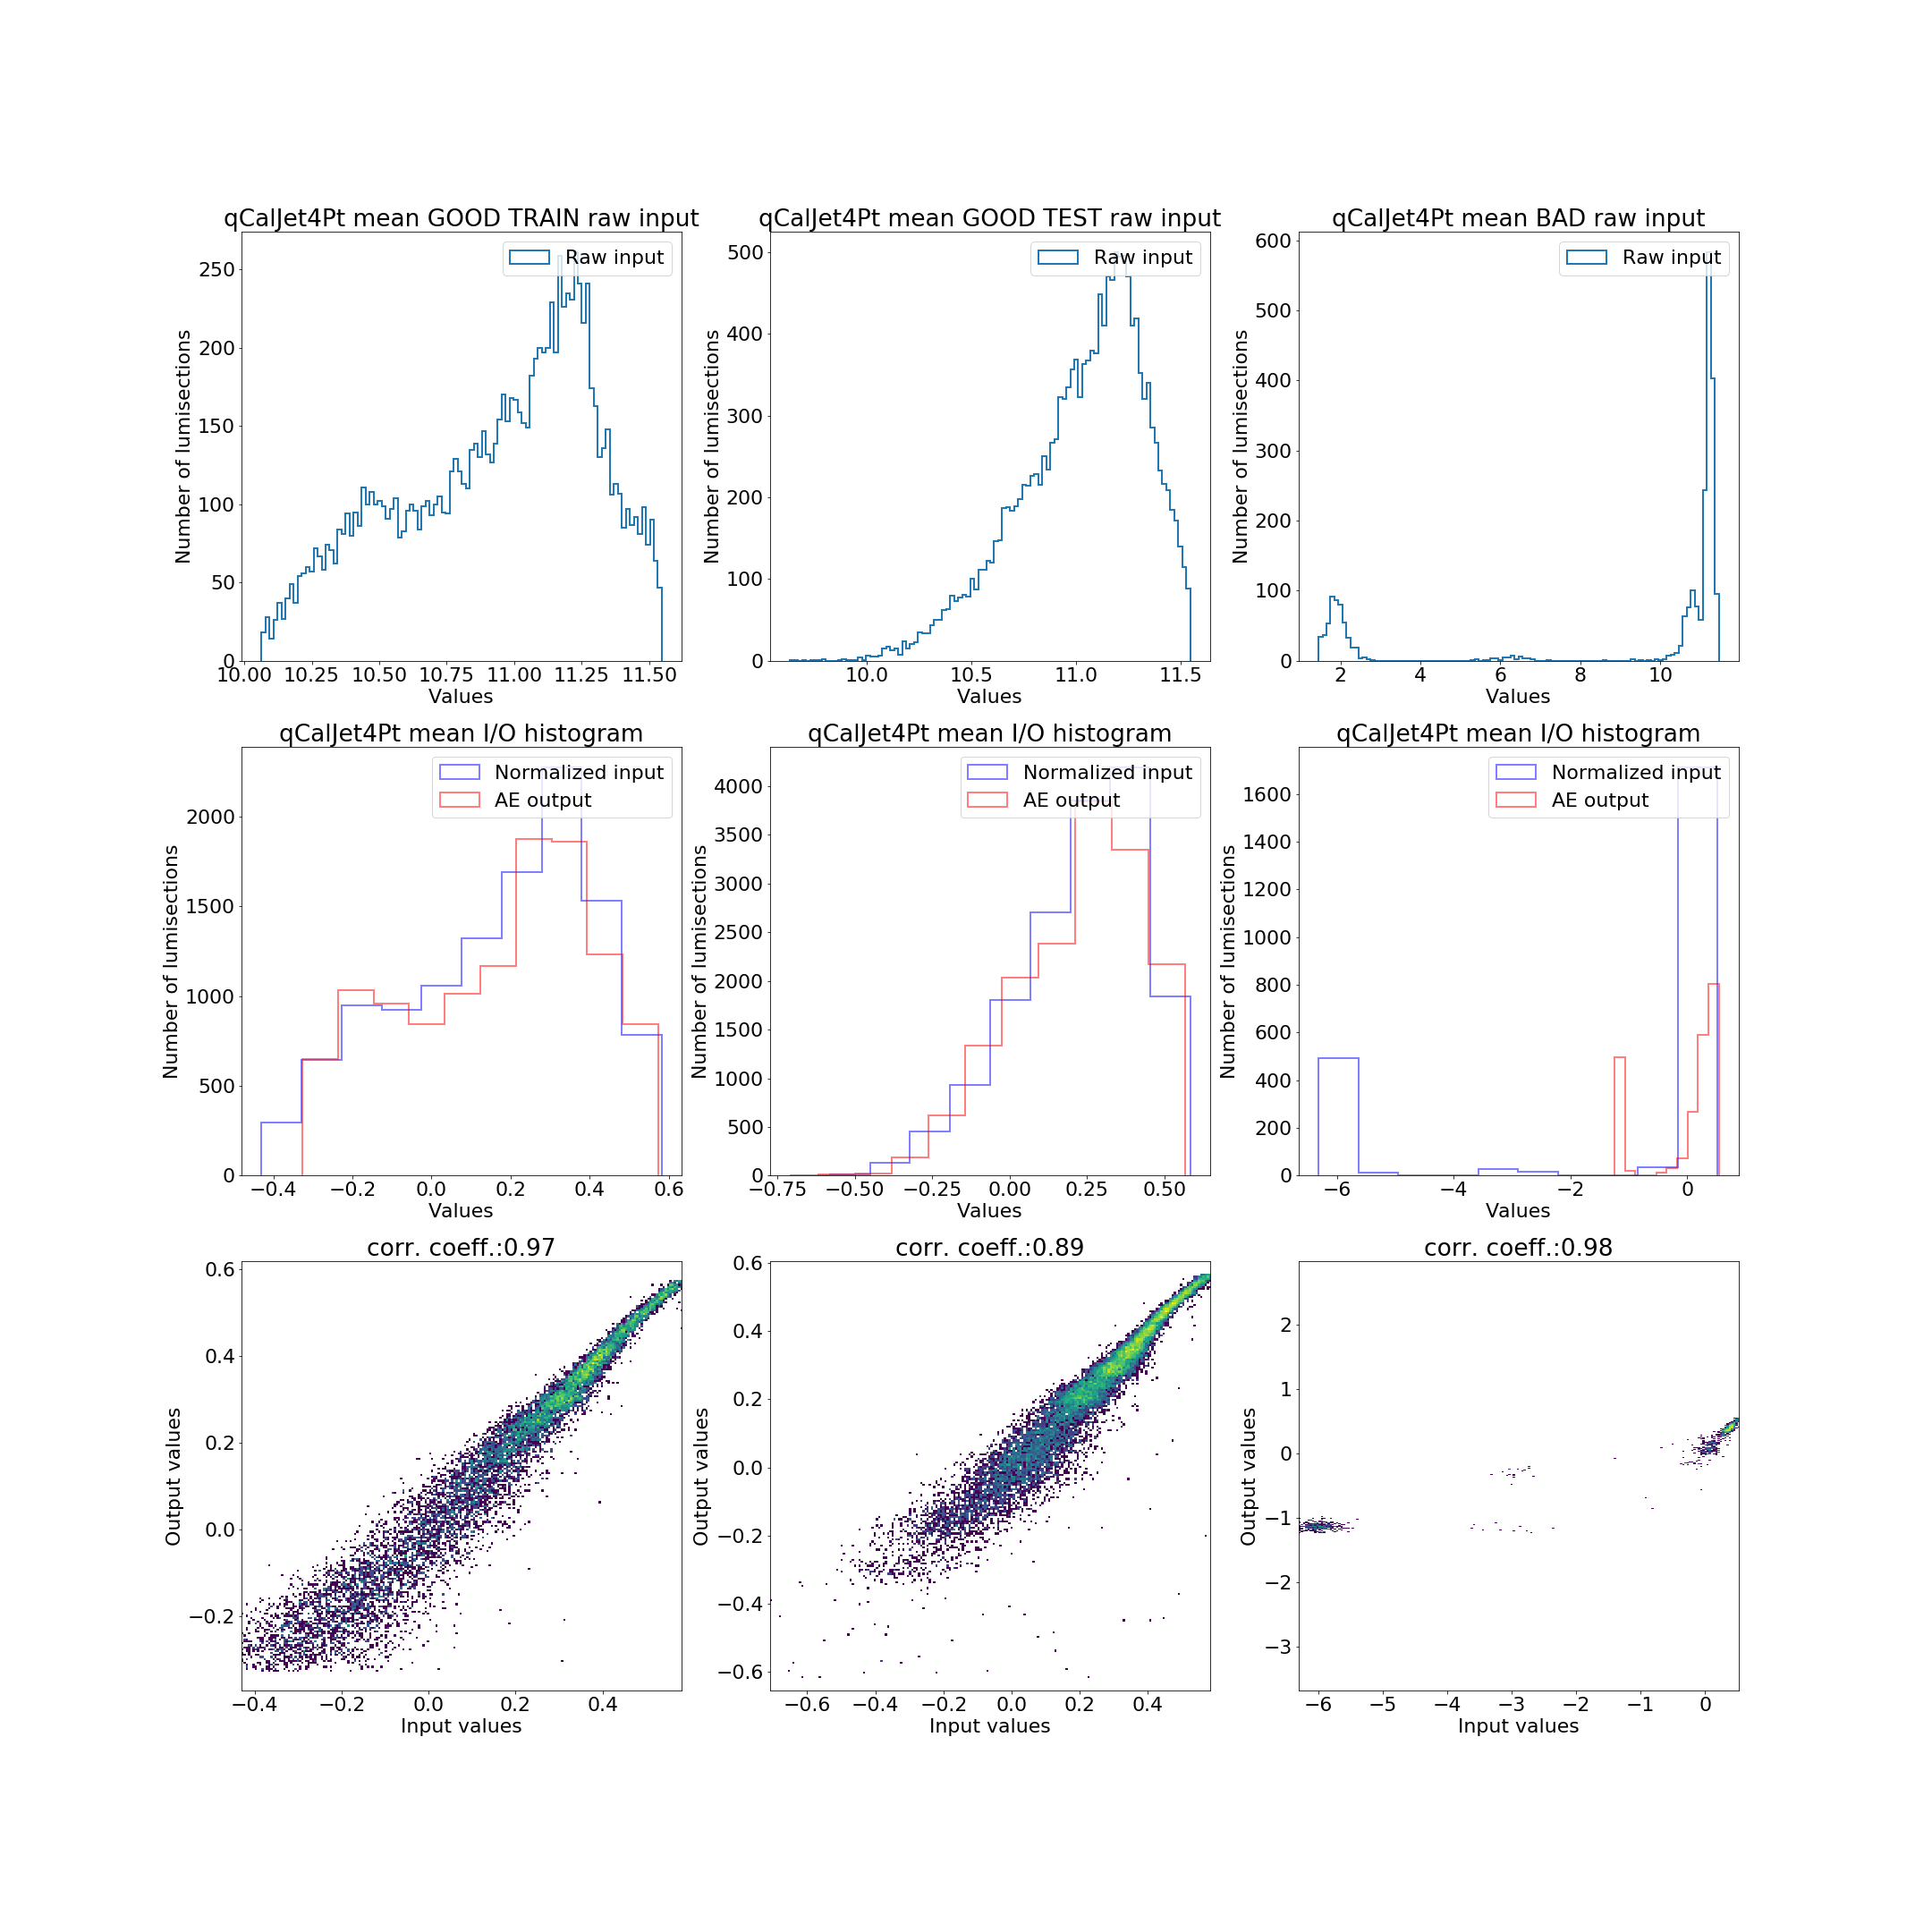 qCalJet4Pt mean GOOD TRAIN raw input
Raw input
Number of lumisections
250
200
150
100
50
0
10.00 10.25 10.50 10.75 11.00 11.25 11.50
Values
qCalJet4Pt mean GOOD TEST raw input
Raw input
Number of lumisections
500
400
300
200
100
0
10.0 10.5 11.0 11.5
Values
qCalJet4Pt mean BAD raw input
Raw input
Number of lumisections
600
500
400
300
200
100
0
2 4 6 8 10
Values
qCalJet4Pt mean I/O histogram
Normalized input
AE output
Number of lumisections
2000
1500
1000
500
0
−0.4 −0.2 0.0 0.2 0.4 0.6
Values
qCalJet4Pt mean I/O histogram
Normalized input
AE output
Number of lumisections
4000
3500
3000
2500
2000
1500
1000
500
0
−0.75 −0.50 −0.25 0.00 0.25 0.50
Values
qCalJet4Pt mean I/O histogram
Normalized input
AE output
Number of lumisections
1600
1400
1200
1000
800
600
400
200
0
−6 −4 −2 0
Values
corr. coeff.:0.97
Output values
0.6
0.4
0.2
0.0
−0.2
−0.4 −0.2 0.0 0.2 0.4
Input values
corr. coeff.:0.89
Output values
0.6
0.4
0.2
0.0
−0.2
−0.4
−0.6
−0.6 −0.4 −0.2 0.0 0.2 0.4
Input values
corr. coeff.:0.98
Output values
2
1
0
−1
−2
−3
−6 −5 −4 −3 −2 −1 0
Input values